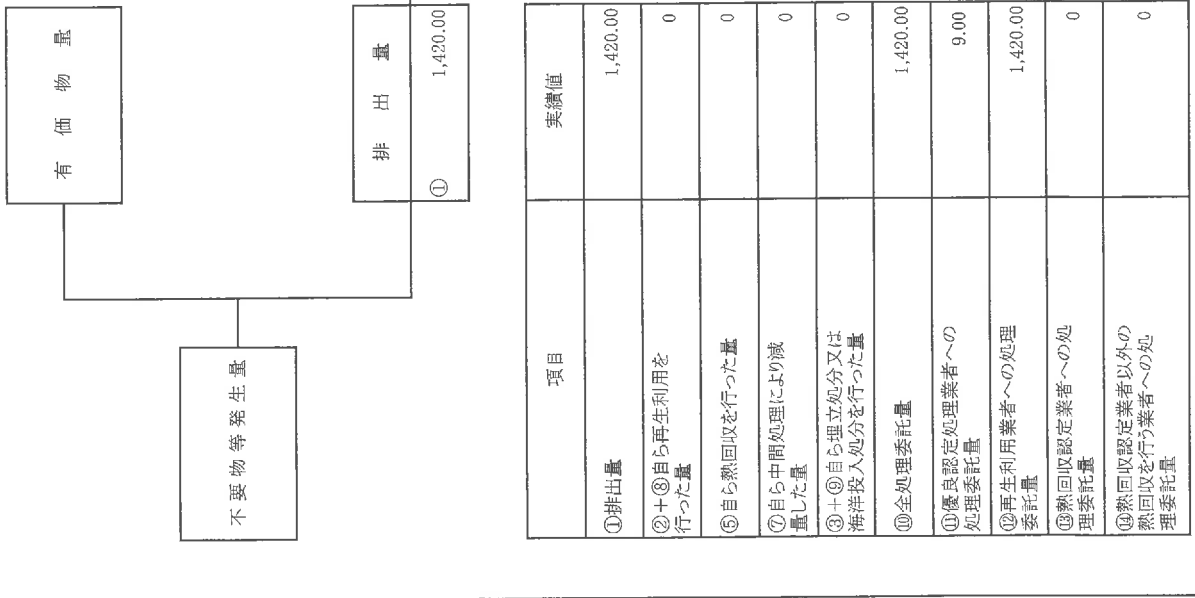 有価物量
不要物等発生量
排出量
① 1,420.00
項目 実績値
①排出量 1,420.00
②+⑧自ら再生利用を
行った量 0
⑤自ら熱回収を行った量 0
⑦自ら中間処理により減
量した量 0
③+⑨自ら埋立処分又は
海洋投入処分を行った量 0
⑩全処理委託量 1,420.00
⑪優良認定処理業者への
処理委託量 9.00
⑫再生利用業者への処理
委託量 1,420.00
⑬熱回収認定業者への処
理委託量 0
⑭熱回収認定業者以外の
熱回収を行う業者への処
理委託量 0